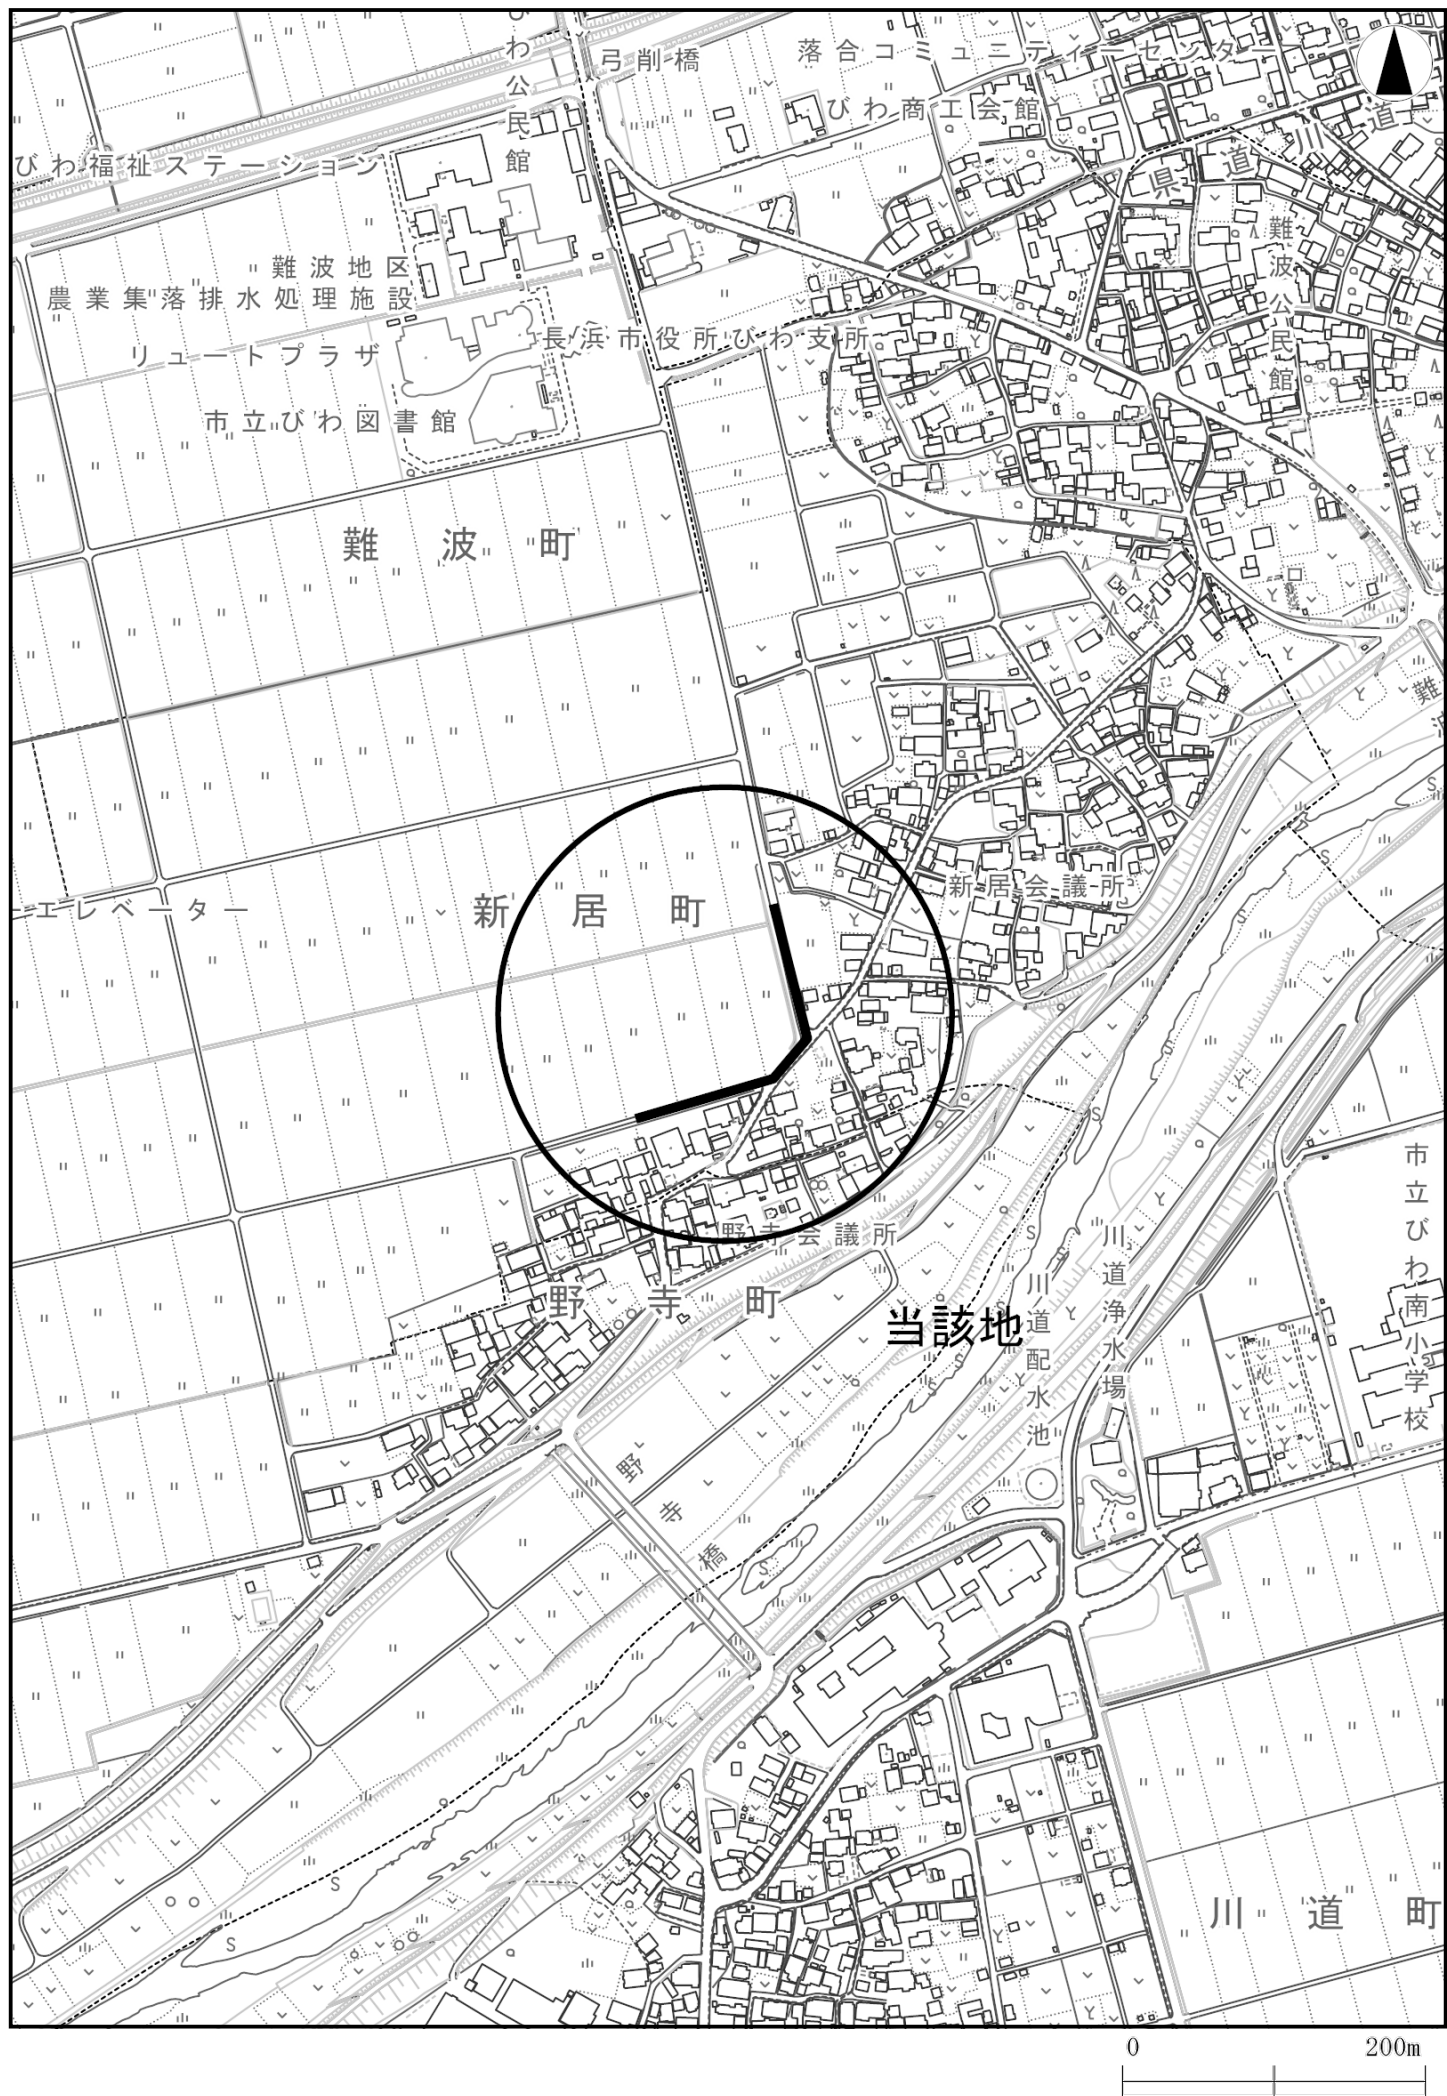 わ公民館
弓削橋
落合コミュニティーセンター
びわ商工会館
県道川道
びわ福祉ステーション
難波公民館
難波地区
農業集落排水処理施設
リュートプラザ
長浜市役所びわ支所
市立びわ図書館
難波町
難
新居会議所
ーエレベーター
新居町
市立びわ南小学校
野寺会議所
野寺町
当該地
川道配水池
川道浄水場
野寺橋
川道町
S
S
S
S
S
S
S
S
S
S
S
0
200m